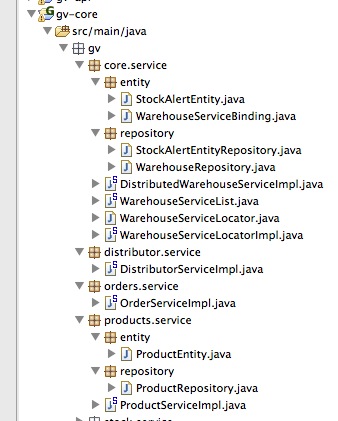 gv-core
src/main/java
gv
core.service
entity
StockAlertEntity.java
WarehouseServiceBinding.java
repository
StockAlertEntityRepository.java
WarehouseRepository.java
DistributedWarehouseServiceImpl.java
WarehouseServiceList.java
WarehouseServiceLocator.java
WarehouseServiceLocatorImpl.java
distributor.service
DistributorServiceImpl.java
orders.service
OrderServiceImpl.java
products.service
entity
ProductEntity.java
repository
ProductRepository.java
ProductServiceImpl.java